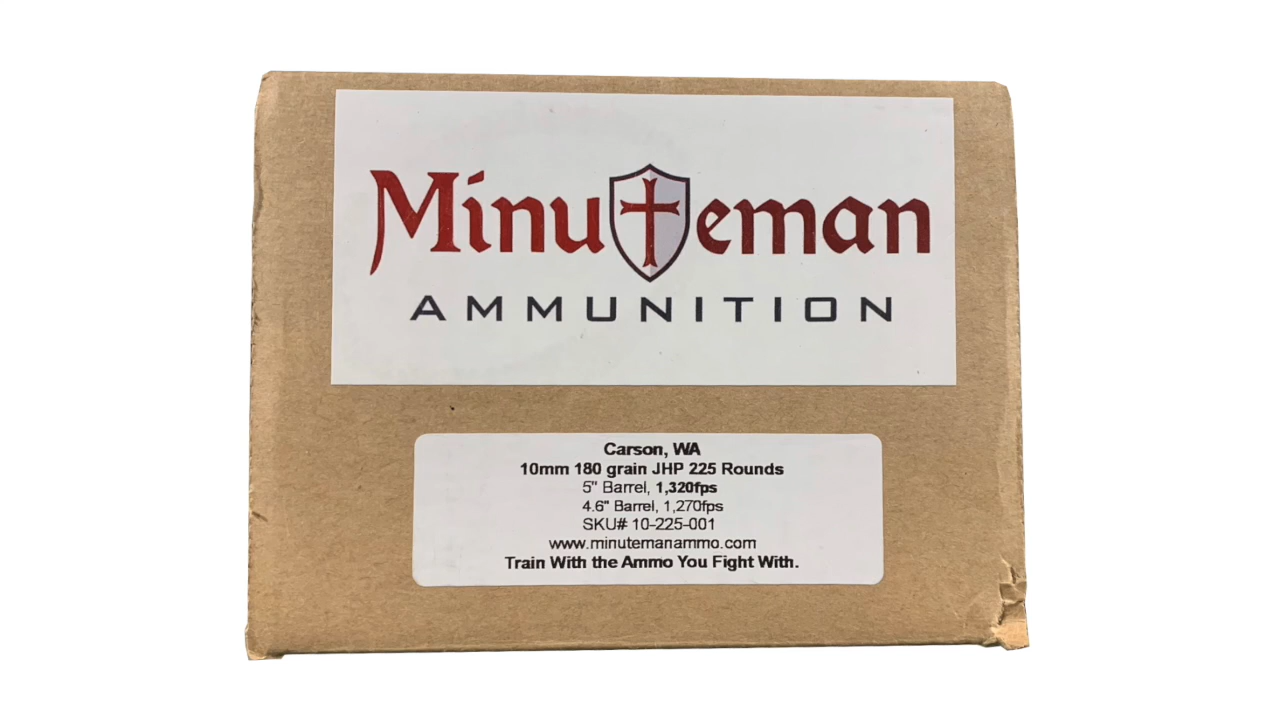 Minuteman
AMMUNITION
Carson, WA
10mm 180 grain JHP 225 Rounds
5" Barrel, 1,320fps
4.6" Barrel, 1,270fps
SKU# 10-225-001
www.minutemanammo.com
Train With the Ammo You Fight With.